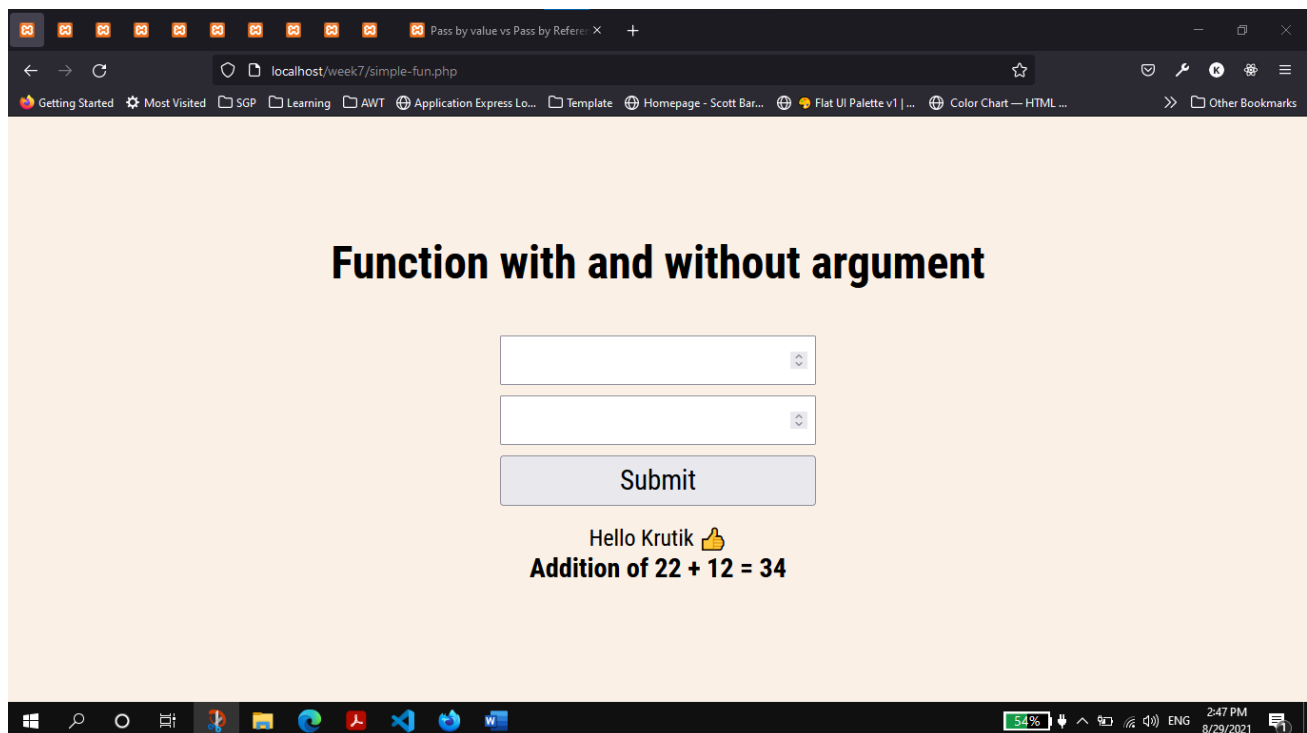 Pass by value vs Pass by Refere
localhost/week7/simple-fun.php
K
Getting Started Most Visited SGP Learning AWT Application Express Lo... Template Homepage - Scott Bar... Flat UI Palette v1 | ... Color Chart — HTML ... Other Bookmarks
Function with and without argument
Submit
Hello Krutik 👍
Addition of 22 + 12 = 34
54% ENG 2:47 PM
8/29/2021